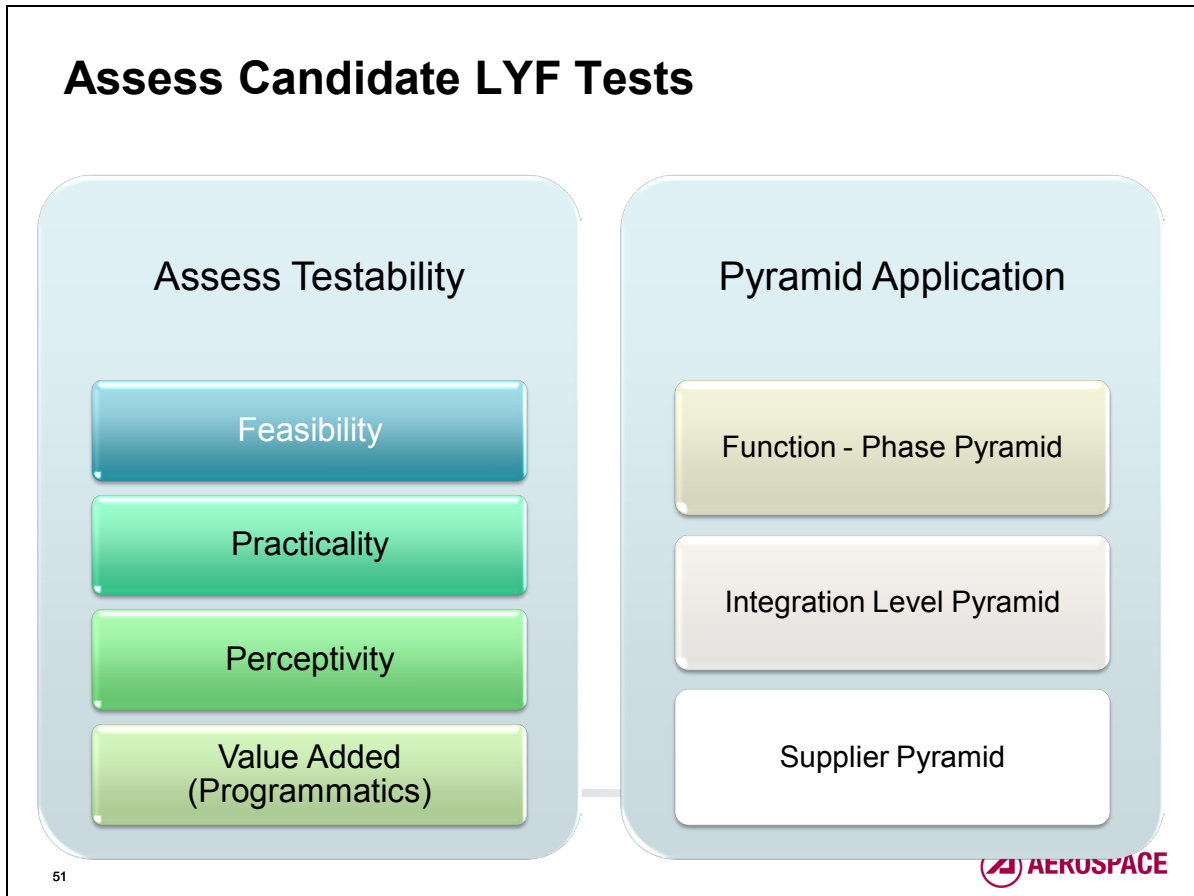 Assess Candidate LYF Tests
Assess Testability
Feasibility
Practicality
Perceptivity
Value Added
(Programmatics)
Pyramid Application
Function - Phase Pyramid
Integration Level Pyramid
Supplier Pyramid
51
AEROSPACE